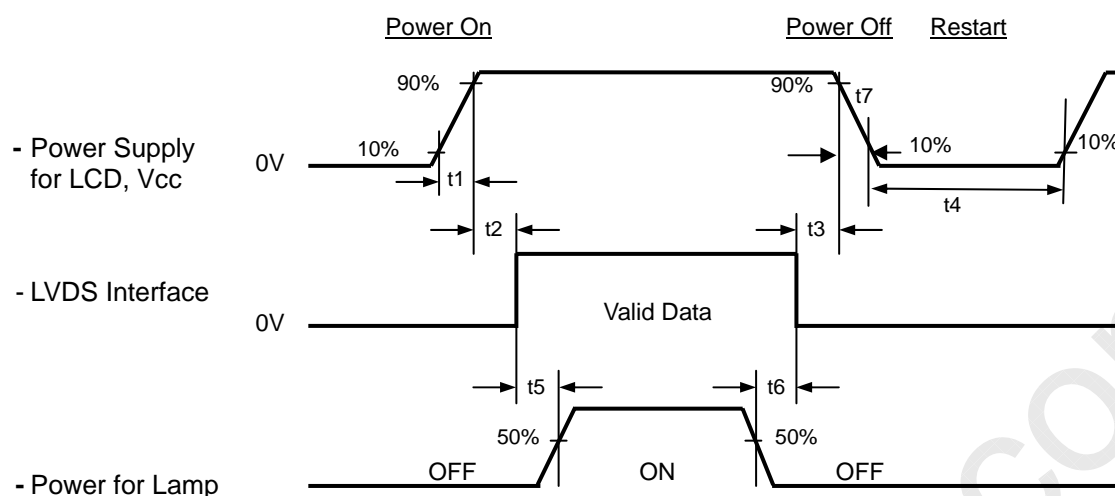 Power On
Power Off Restart
90% 90% t7
- Power Supply
for LCD, Vcc
0V 10% 10% 10%
t1
t4
t2 t3
- LVDS Interface
0V Valid Data
t5 t6
50% 50%
OFF ON OFF
- Power for Lamp